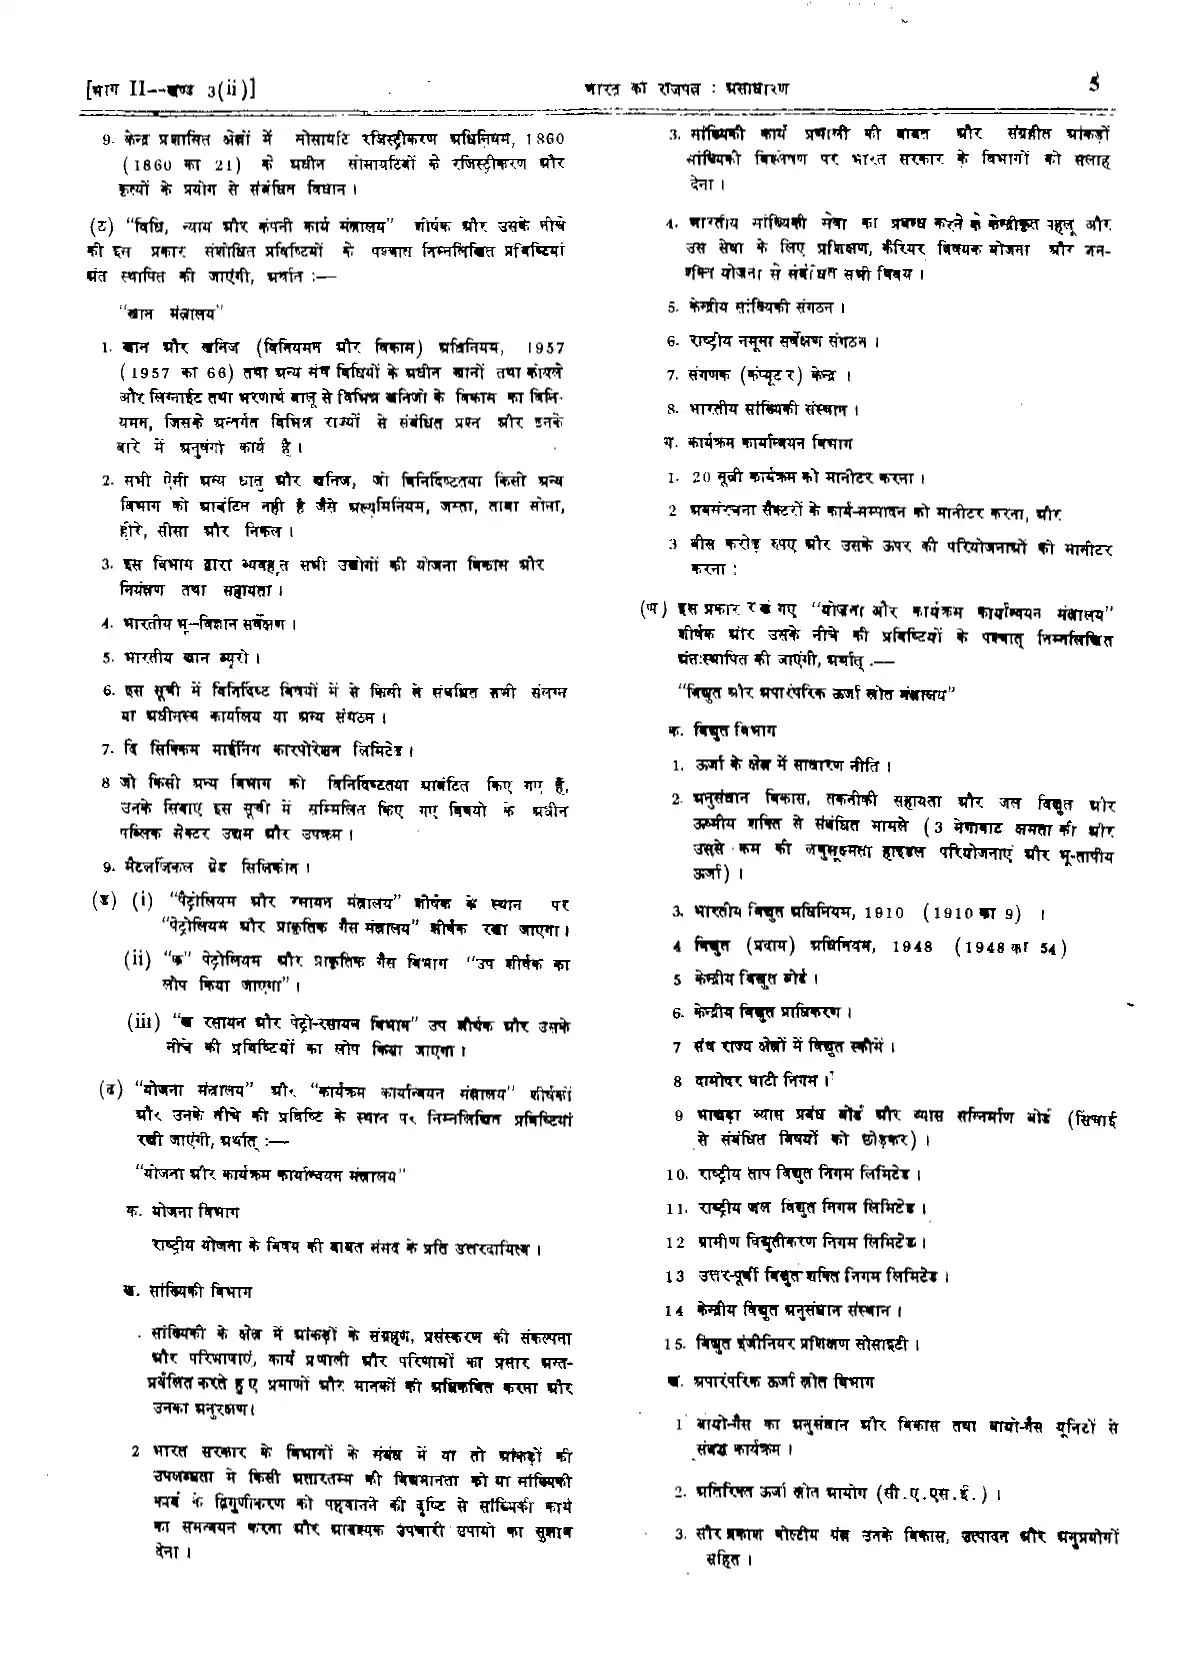 [भाग II--खण्ड 3(ii)]
भारत का राजपत्र : असाधारण
5
9. केन्द्र प्रशासित क्षेत्रों में सोसायटी रजिस्ट्रीकरण अधिनियम, 1860
(1860 का 21) के अधीन सोसायटियों के रजिस्ट्रीकरण और
कृत्यों के प्रयोग से संबंधित विधान ।
(ट) "विधि, न्याय और कंपनी कार्य मंत्रालय" शीर्षक और उसके नीचे
की इस प्रकार संशोधित प्रविष्टियों के पश्चात निम्नलिखित प्रविष्टियां
अंत स्थापित की जाएंगी, अर्थात :—
"खान मंत्रालय"
1. खान और खनिज (विनियमन और विकास) अधिनियम, 1957
(1957 का 66) तथा अन्य संघ विधियों के अधीन खानों तथा कोयले
और लिग्नाईट तथा भरणार्थ बालू से विभिन्न खनिजों के विकास का विनि-
यमन, जिसके अन्तर्गत विभिन्न राज्यों से संबंधित प्रश्न और उनके
बारे में अनुषंगी कार्य है ।
2. सभी ऐसी अन्य धातु और खनिज, जो विनिर्दिष्टतया किसी अन्य
विभाग को आबंटित नहीं है जैसे अल्युमिनियम, जस्ता, तांबा सोना,
हीरे, सीसा और निकल ।
3. इस विभाग द्वारा व्यवहृत सभी उद्योगों की योजना विकास और
नियंत्रण तथा सहायता ।
4. भारतीय भू-विज्ञान सर्वेक्षण ।
5. भारतीय खान ब्यूरो ।
6. इस सूची में विनिर्दिष्ट विषयों में से किसी से संबंधित सभी संलग्न
या अधीनस्थ कार्यालय या अन्य संगठन ।
7. दि सिक्किम माईनिंग कारपोरेशन लिमिटेड ।
8 जो किसी अन्य विभाग को विनिर्दिष्टतया आबंटित किए गए हैं,
उनके सिवाए इस सूची में सम्मिलित किए गए विषयो के अधीन
पब्लिक सेक्टर उद्यम और उपक्रम ।
9. मैटलर्जिकल ग्रेड सिलिकोन ।
(ड) (i) "पैट्रोलियम और रसायन मंत्रालय" शीर्षक के स्थान पर
"पेट्रोलियम और प्राकृतिक गैस मंत्रालय" शीर्षक रखा जाएगा ।
(ii) "क" पेट्रोलियम और प्राकृतिक गैस विभाग "उप शीर्षक का
लोप किया जाएगा" ।
(iii) "ख रसायन और पेट्रो-रसायन विभाग" उप शीर्षक और उसके
नीचे की प्रविष्टियों का लोप किया जाएगा ।
(ढ) "योजना मंत्रालय" और "कार्यक्रम कार्यान्वयन मंत्रालय" शीर्षकों
और उनके नीचे की प्रविष्टि के स्थान पर निम्नलिखित प्रविष्टियां
रखी जाएंगी, अर्थात् :—
"योजना और कार्यक्रम कार्यान्वयम मंत्रालय"
क. योजना विभाग
राष्ट्रीय योजना के विषय की बाबत संसद के प्रति उत्तरदायित्व ।
ख. सांख्यिकी विभाग
. सांख्यिकी के क्षेत्र में आंकड़ों के संग्रहण, प्रसंस्करण की संकल्पना
और परिभाषाएं, कार्य प्रणाली और परिणामों का प्रसार अन्त-
र्वलित करते हुए प्रमाणों और मानकों को अधिकथित करना और
उनका अनुरक्षण।
2 भारत सरकार के विभागों के संबंध में या तो आंकड़ों की
उपलब्धता मे किसी अन्तरातम्य की विद्यमानता को या सांख्यिकी
कार्य के द्विगुणीकरण को पहचानने की दृष्टि से सांख्यिकी कार्य
का समन्वयन करना और आवश्यक उपचारी उपायो का सुझाव
देना ।
3. सांख्यिकी कार्य प्रणाली की बाबत और संग्रहीत आंकड़ों
सांख्यिकी विश्लेषण पर भारत सरकार के विभागों को सलाह
देना ।
4. भारतीय सांख्यिकी सेवा का प्रबन्ध करने के केन्द्रीकृत पहलू और
उस सेवा के लिए प्रशिक्षण, कैरियर विषयक योजना और जन-
शक्ति योजना से संबंधित सभी विषय ।
5. केन्द्रीय सांख्यिकी संगठन ।
6. राष्ट्रीय नमूना सर्वेक्षण संगठन ।
7. संगणक (कंप्यूटर) केन्द्र ।
8. भारतीय सांख्यिकी संस्थान ।
ग. कार्यक्रम कार्यान्वियन विभाग
1. 20 सूत्री कार्यक्रम को मानीटर करना ।
2 अवसंरचना सैक्टरों के कार्य-सम्पादन को मानीटर करना, और
3 बीस करोड़ रुपए और उसके ऊपर की परियोजनाओं को मानीटर
करना :
(ण) इस प्रकार रखे गए "योजना और कार्यक्रम कार्यान्वियन मंत्रालय"
शीर्षक और उसके नीचे की प्रविष्टियों के पश्चात् निम्नलिखित
अंतःस्थापित की जाएंगी, अर्थात् .—
"विद्युत और अपारंपरिक ऊर्जा स्रोत मंत्रालय"
क. विद्युत विभाग
1. ऊर्जा के क्षेत्र में साधारण नीति ।
2. अनुसंधान विकास, तकनीकी सहायता और जल विद्युत और
ऊष्मीय शक्ति से संबंधित मामले (3 मेगावाट क्षमता की और
उससे कम की लघुसूक्ष्मता हाइडल परियोजनाएं और भू-तापीय
ऊर्जा) ।
3. भारतीय विद्युत अधिनियम, 1910 (1910 का 9) ।
4 विद्युत (प्रदाय) अधिनियम, 1948 (1948 का 54)
5 केन्द्रीय विद्युत बोर्ड ।
6. केन्द्रीय विद्युत प्राधिकरण ।
7 संघ राज्य क्षेत्रों में विद्युत स्कीमें ।
8 दामोदर घाटी निगम ।
9 भाखड़ा व्यास प्रबंध बोर्ड और व्यास सन्निर्माण बोर्ड (सिंचाई
से संबंधित विषयों को छोड़कर) ।
10. राष्ट्रीय ताप विद्युत निगम लिमिटेड ।
11. राष्ट्रीय जल विद्युत निगम लिमिटेड ।
12 ग्रामीण विद्युतीकरण निगम लिमिटेड ।
13 उत्तर-पूर्वी विद्युत शक्ति निगम लिमिटेड ।
14 केन्द्रीय विद्युत अनुसंधान संस्थान ।
15. विद्युत इंजीनियर प्रशिक्षण सोसाइटी ।
ख. अपारंपरिक ऊर्जा स्रोत विभाग
1 बायो-गैस का अनुसंधान और विकास तथा बायो-गैस यूनिटों से
संबद्ध कार्यक्रम ।
2. अतिरिक्त ऊर्जा स्रोत आयोग (सी.ए.एस.ई.) ।
3. सौर प्रकाश वोल्टीय मंत्र उनके विकास, उत्पादन और अनुप्रयोगों
सहित ।